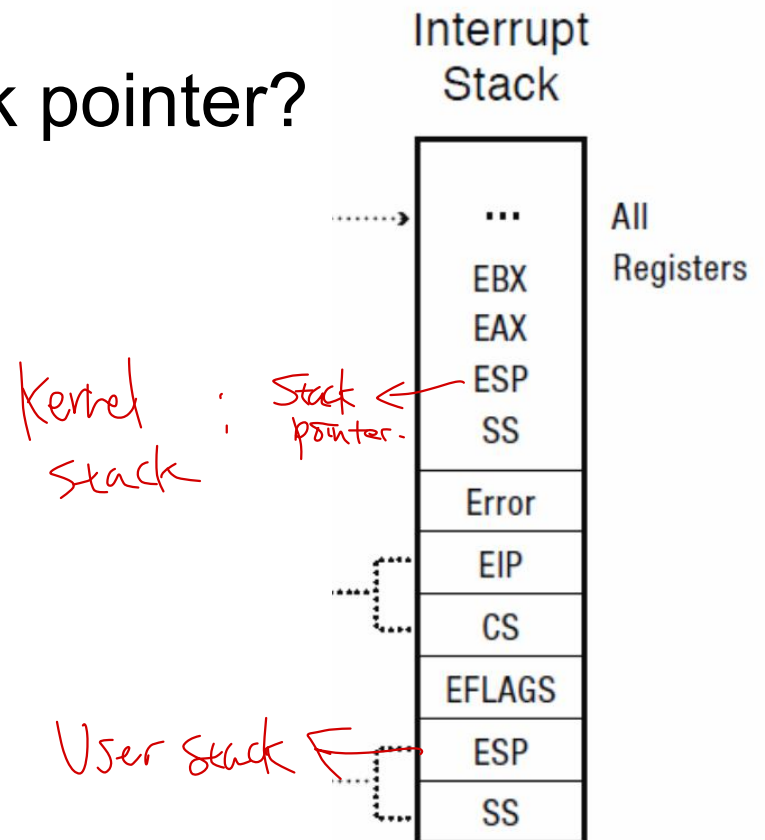 Interrupt
Stack
k pointer?
...
All
Registers
EBX
EAX
ESP
SS
Kernel : Stack
pointer.
stack
Error
EIP
CS
EFLAGS
User stack
ESP
SS